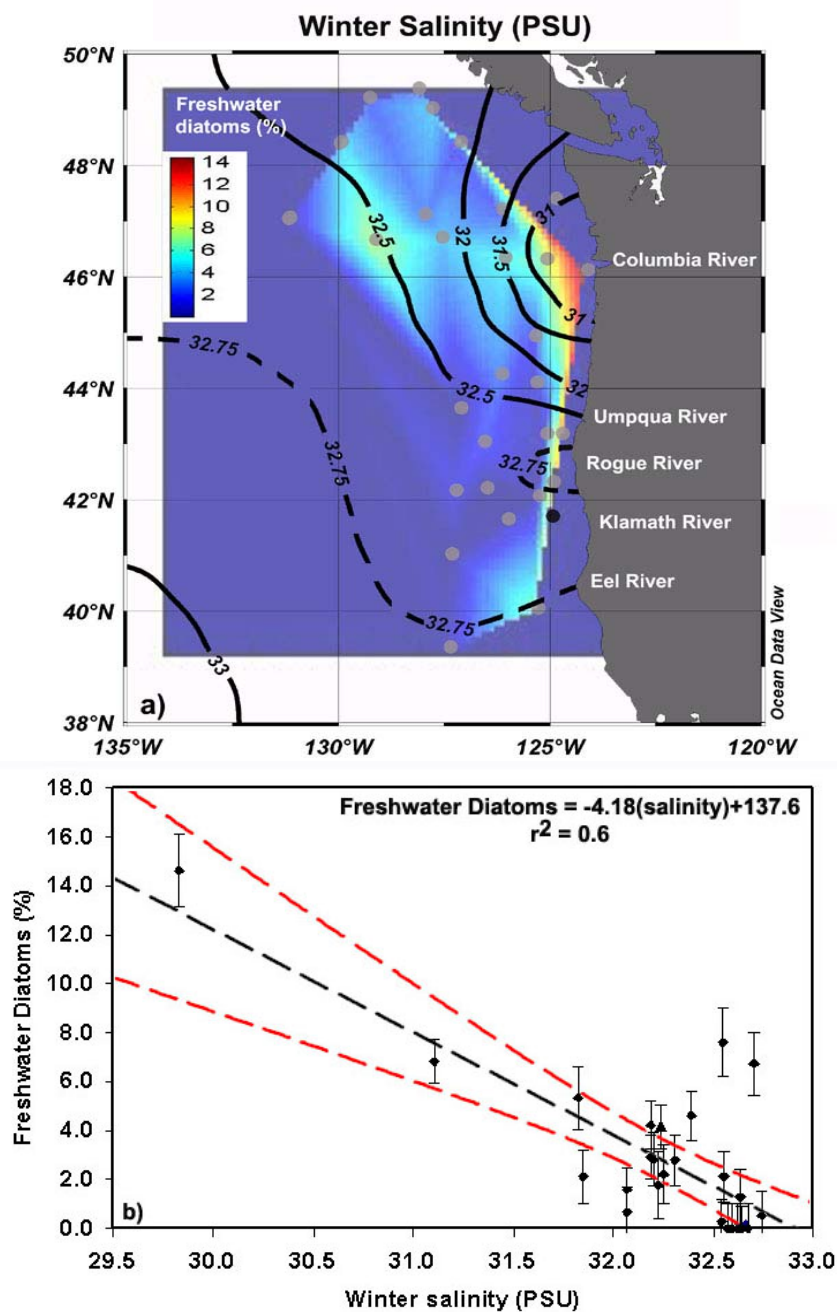 Winter Salinity (PSU)
50°N
48°N
46°N
44°N
42°N
40°N
38°N
Freshwater
diatoms (%)
14
12
10
8
6
4
2
32.5
32
31.5
31
31
32
32.5
32.75
32.75
32.75
32.75
33
Columbia River
Umpqua River
Rogue River
Klamath River
Eel River
Ocean Data View
a)
135°W
130°W
125°W
120°W
Freshwater Diatoms = -4.18(salinity)+137.6
r2 = 0.6
Freshwater Diatoms (%)
18.0
16.0
14.0
12.0
10.0
8.0
6.0
4.0
2.0
0.0
b)
29.5 30.0 30.5 31.0 31.5 32.0 32.5 33.0
Winter salinity (PSU)